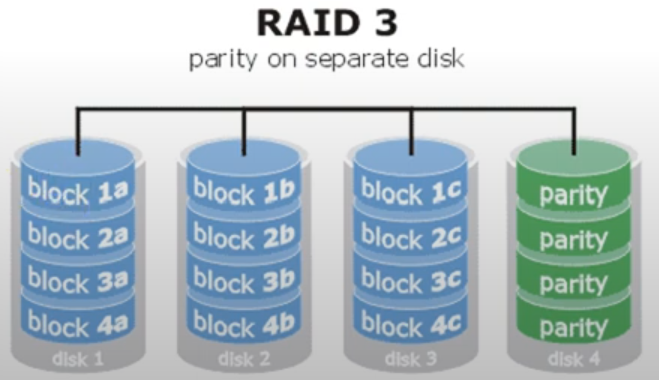 RAID 3
parity on separate disk
block 1a block 1b block 1c parity
block 2a block 2b block 2c parity
block 3a block 3b block 3c parity
block 4a block 4b block 4c parity
disk 1 disk 2 disk 3 disk 4